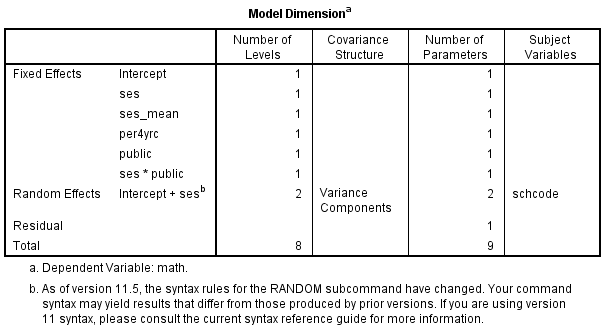 Model Dimensiona
Number of Levels Covariance Structure Number of Parameters Subject Variables
Fixed Effects Intercept 1 1
ses 1 1
ses_mean 1 1
per4yrc 1 1
public 1 1
ses * public 1 1
Random Effects Intercept + sesb 2 Variance Components 2 schcode
Residual 1
Total 8 9
a. Dependent Variable: math.
b. As of version 11.5, the syntax rules for the RANDOM subcommand have changed. Your command
syntax may yield results that differ from those produced by prior versions. If you are using version
11 syntax, please consult the current syntax reference guide for more information.